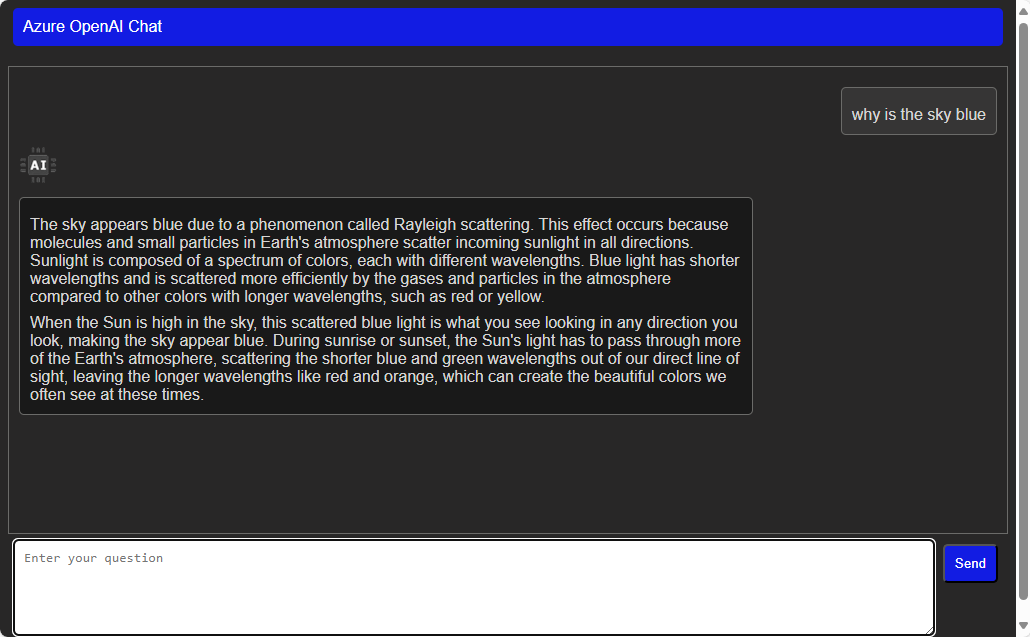 Azure OpenAI Chat
why is the sky blue
AI
The sky appears blue due to a phenomenon called Rayleigh scattering. This effect occurs because
molecules and small particles in Earth's atmosphere scatter incoming sunlight in all directions.
Sunlight is composed of a spectrum of colors, each with different wavelengths. Blue light has shorter
wavelengths and is scattered more efficiently by the gases and particles in the atmosphere
compared to other colors with longer wavelengths, such as red or yellow.
When the Sun is high in the sky, this scattered blue light is what you see looking in any direction you
look, making the sky appear blue. During sunrise or sunset, the Sun's light has to pass through more
of the Earth's atmosphere, scattering the shorter blue and green wavelengths out of our direct line of
sight, leaving the longer wavelengths like red and orange, which can create the beautiful colors we
often see at these times.
Enter your question
Send